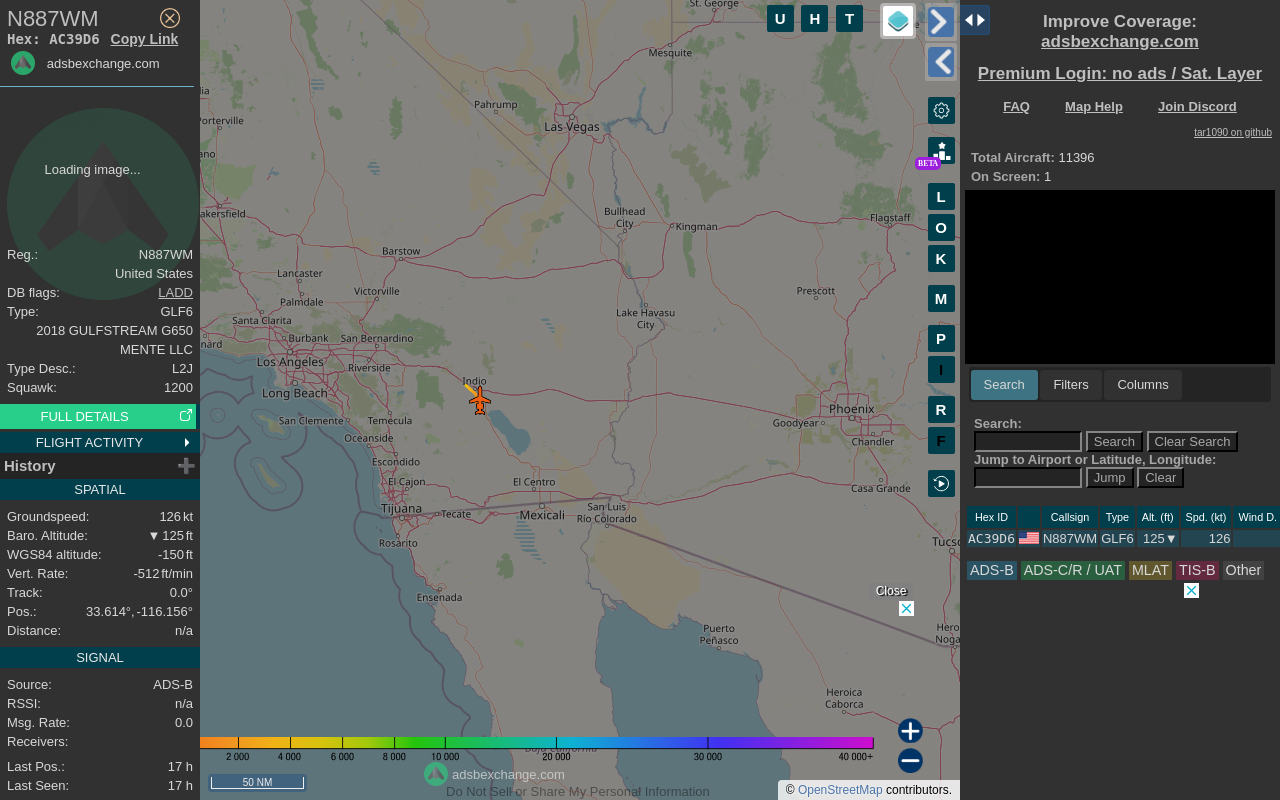 N887WM
Hex: AC39D6 Copy Link
adsbexchange.com
Loading image...
Reg.: N887WM
United States
DB flags: LADD
Type: GLF6
2018 GULFSTREAM G650
MENTE LLC
Type Desc.: L2J
Squawk: 1200
FULL DETAILS
FLIGHT ACTIVITY
History
SPATIAL
Groundspeed: 126 kt
Baro. Altitude: ▼ 125 ft
WGS84 altitude: -150 ft
Vert. Rate: -512 ft/min
Track: 0.0°
Pos.: 33.614°, -116.156°
Distance: n/a
SIGNAL
Source: ADS-B
RSSI: n/a
Msg. Rate: 0.0
Receivers:
Last Pos.: 17 h
Last Seen: 17 h
St. George
Mesquite
Pahrump
Las Vegas
lia
Porterville
ano
akersfield
Bullhead
City
Kingman
Flagstaff
Barstow
Lancaster
Victorville
Palmdale
Prescott
Lake Havasu
City
Santa Clarita
nard
Burbank
San Bernardino
Los Angeles
Riverside
Long Beach
Indio
San Clemente
Temecula
Oceanside
Phoenix
Goodyear
Chandler
Escondido
El Cajon
El Centro
Casa Grande
Tijuana
Tecate
Mexicali
San Luis
Río Colorado
Rosarito
Tucso
Ensenada
Close
Puerto
Peñasco
Hero
Noga
Heroica
Caborca
Baja California
2 000
4 000
6 000
8 000
10 000
20 000
30 000
40 000+
50 NM
adsbexchange.com
Do Not Sell or Share My Personal Information
© OpenStreetMap contributors.
U H T
BETA
L
O
K
M
P
I
R
F
Improve Coverage:
adsbexchange.com
Premium Login: no ads / Sat. Layer
FAQ Map Help Join Discord
tar1090 on github
Total Aircraft: 11396
On Screen: 1
Search Filters Columns
Search:
Search Clear Search
Jump to Airport or Latitude, Longitude:
Jump Clear
Hex ID Callsign Type Alt. (ft) Spd. (kt) Wind D.
AC39D6 N887WM GLF6 125▼ 126
ADS-B ADS-C/R / UAT MLAT TIS-B Other